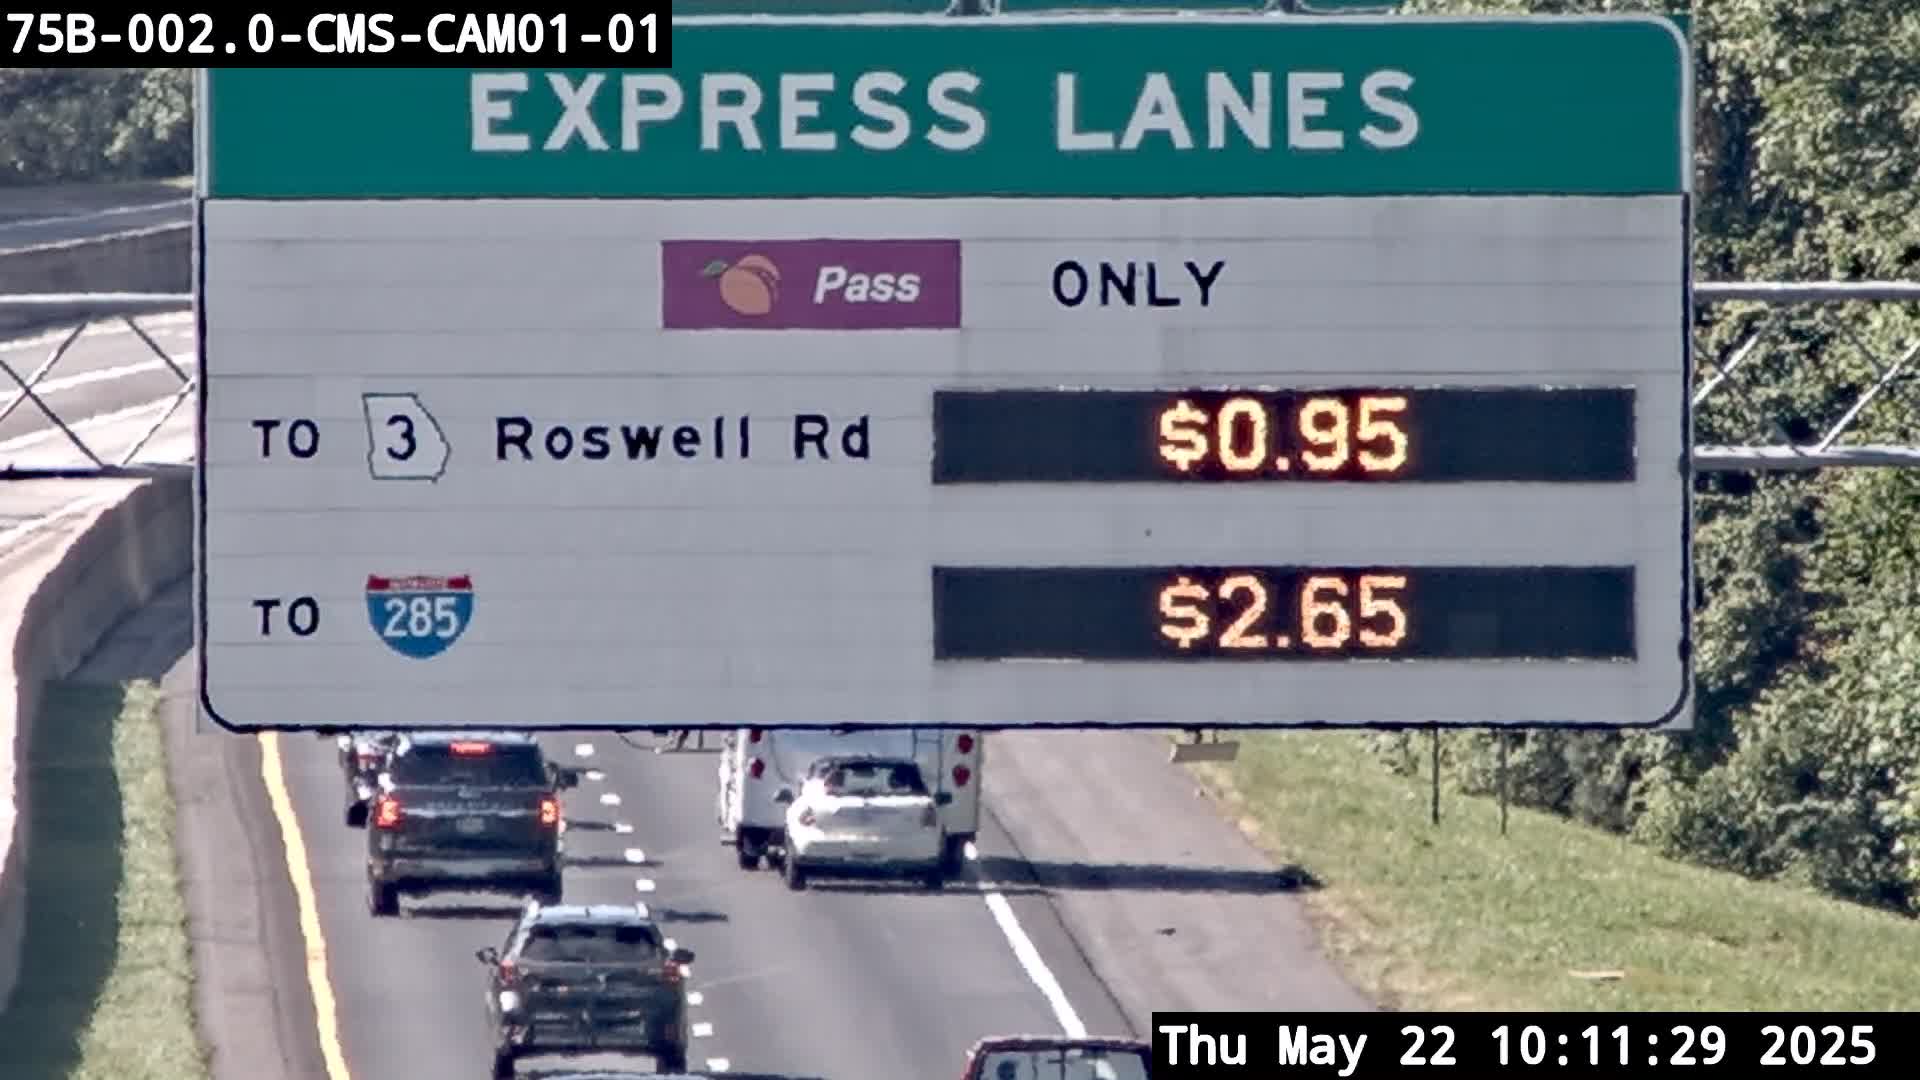 75B-002.0-CMS-CAM01-01
EXPRESS LANES
Pass ONLY
TO 3 Roswell Rd $0.95
TO 285 $2.65
Thu May 22 10:11:29 2025